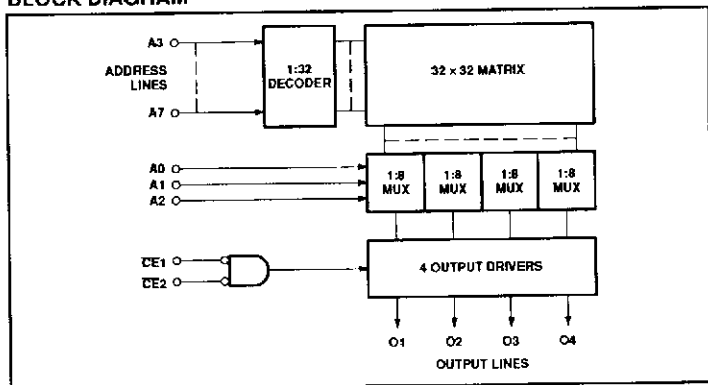 BLOCK DIAGRAM
A3
ADDRESS
LINES
A7
1:32
DECODER
32 x 32 MATRIX
A0
A1
A2
1:8
MUX
1:8
MUX
1:8
MUX
1:8
MUX
CE1
CE2
4 OUTPUT DRIVERS
O1 O2 O3 O4
OUTPUT LINES